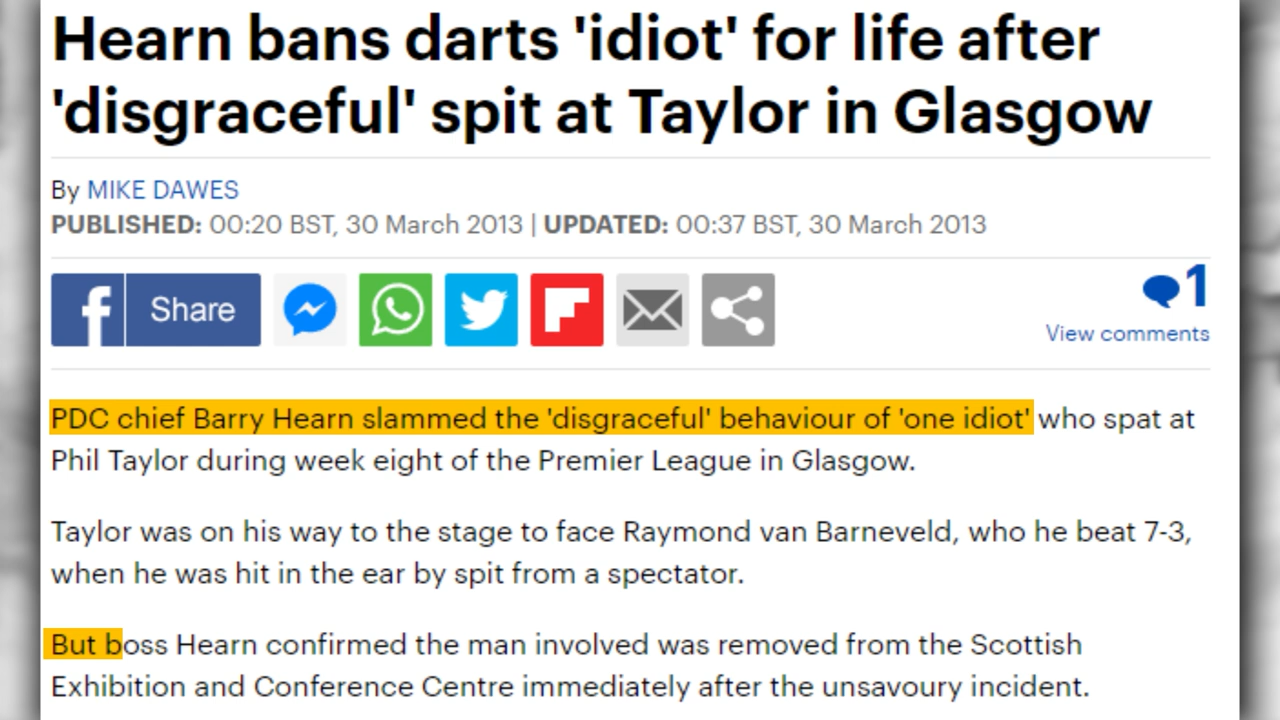 Hearn bans darts 'idiot' for life after
'disgraceful' spit at Taylor in Glasgow
By MIKE DAWES
PUBLISHED: 00:20 BST, 30 March 2013 | UPDATED: 00:37 BST, 30 March 2013
f Share
1
View comments
PDC chief Barry Hearn slammed the 'disgraceful' behaviour of 'one idiot' who spat at
Phil Taylor during week eight of the Premier League in Glasgow.
Taylor was on his way to the stage to face Raymond van Barneveld, who he beat 7-3,
when he was hit in the ear by spit from a spectator.
But boss Hearn confirmed the man involved was removed from the Scottish
Exhibition and Conference Centre immediately after the unsavoury incident.